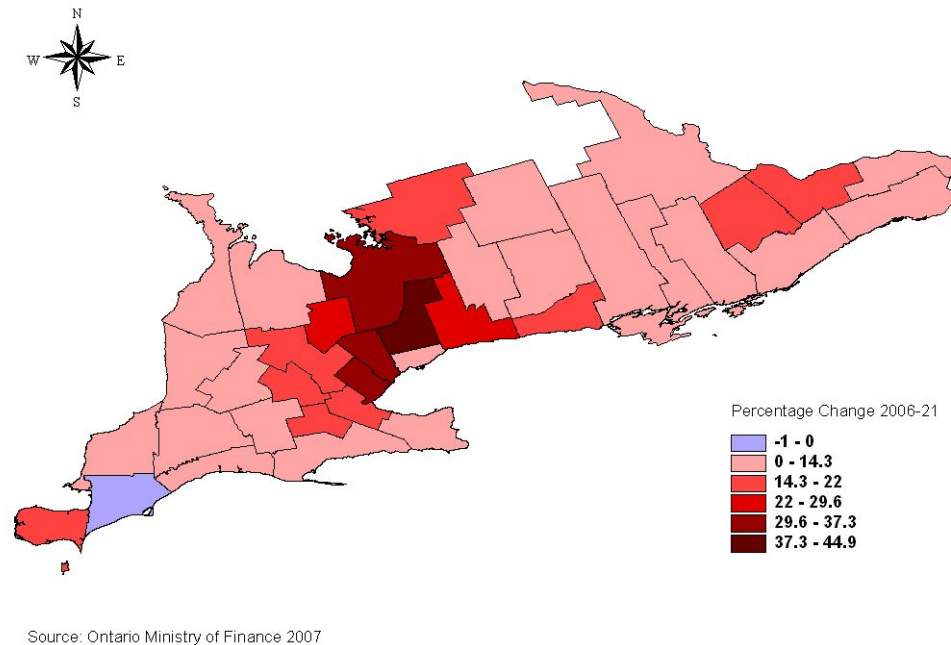 N
W E
S
Percentage Change 2006-21
-1 - 0
0 - 14.3
14.3 - 22
22 - 29.6
29.6 - 37.3
37.3 - 44.9
Source: Ontario Ministry of Finance 2007